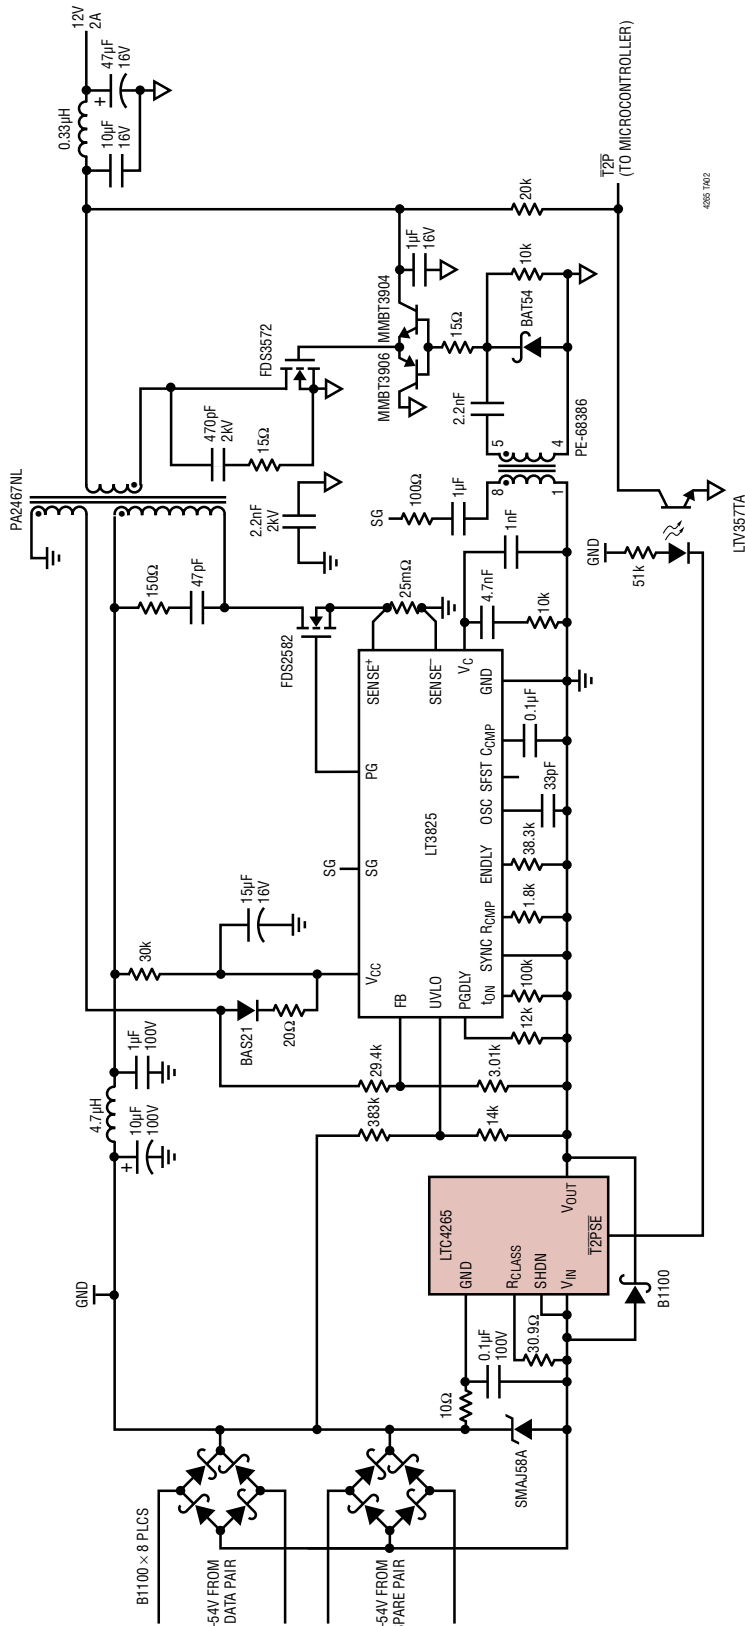 B1100 × 8 PLCS
-54V FROM
DATA PAIR
-54V FROM
SPARE PAIR
GND
10Ω
0.1µF
100V
30.9Ω
SMAJ58A
LTC4265
GND
RCLASS
SHDN
VIN
VOUT
T2PSE
B1100
4.7µH
10µF
100V
+
1µF
100V
383k
14k
29.4k
3.01k
BAS21
20Ω
30k
15µF
16V
LT3825
VCC
FB
UVLO
PGDLY
tON
SYNC
RCMP
ENDLY
OSC
SFST
CCMP
GND
VC
SENSE–
SENSE+
PG
SG
SG
12k
100k
1.8k
38.3k
33pF
0.1µF
10k
4.7nF
1nF
25mΩ
FDS2582
47pF
150Ω
PA2467NL
2.2nF
2kV
470pF
2kV
15Ω
FDS3572
MMBT3906
MMBT3904
1µF
16V
15Ω
SG
100Ω
1µF
8
1
5
4
PE-68386
2.2nF
BAT54
10k
20k
GND
51k
LTV357TA
0.33µH
10µF
16V
+
47µF
16V
12V
2A
T2P
(TO MICROCONTROLLER)
4265 TA02